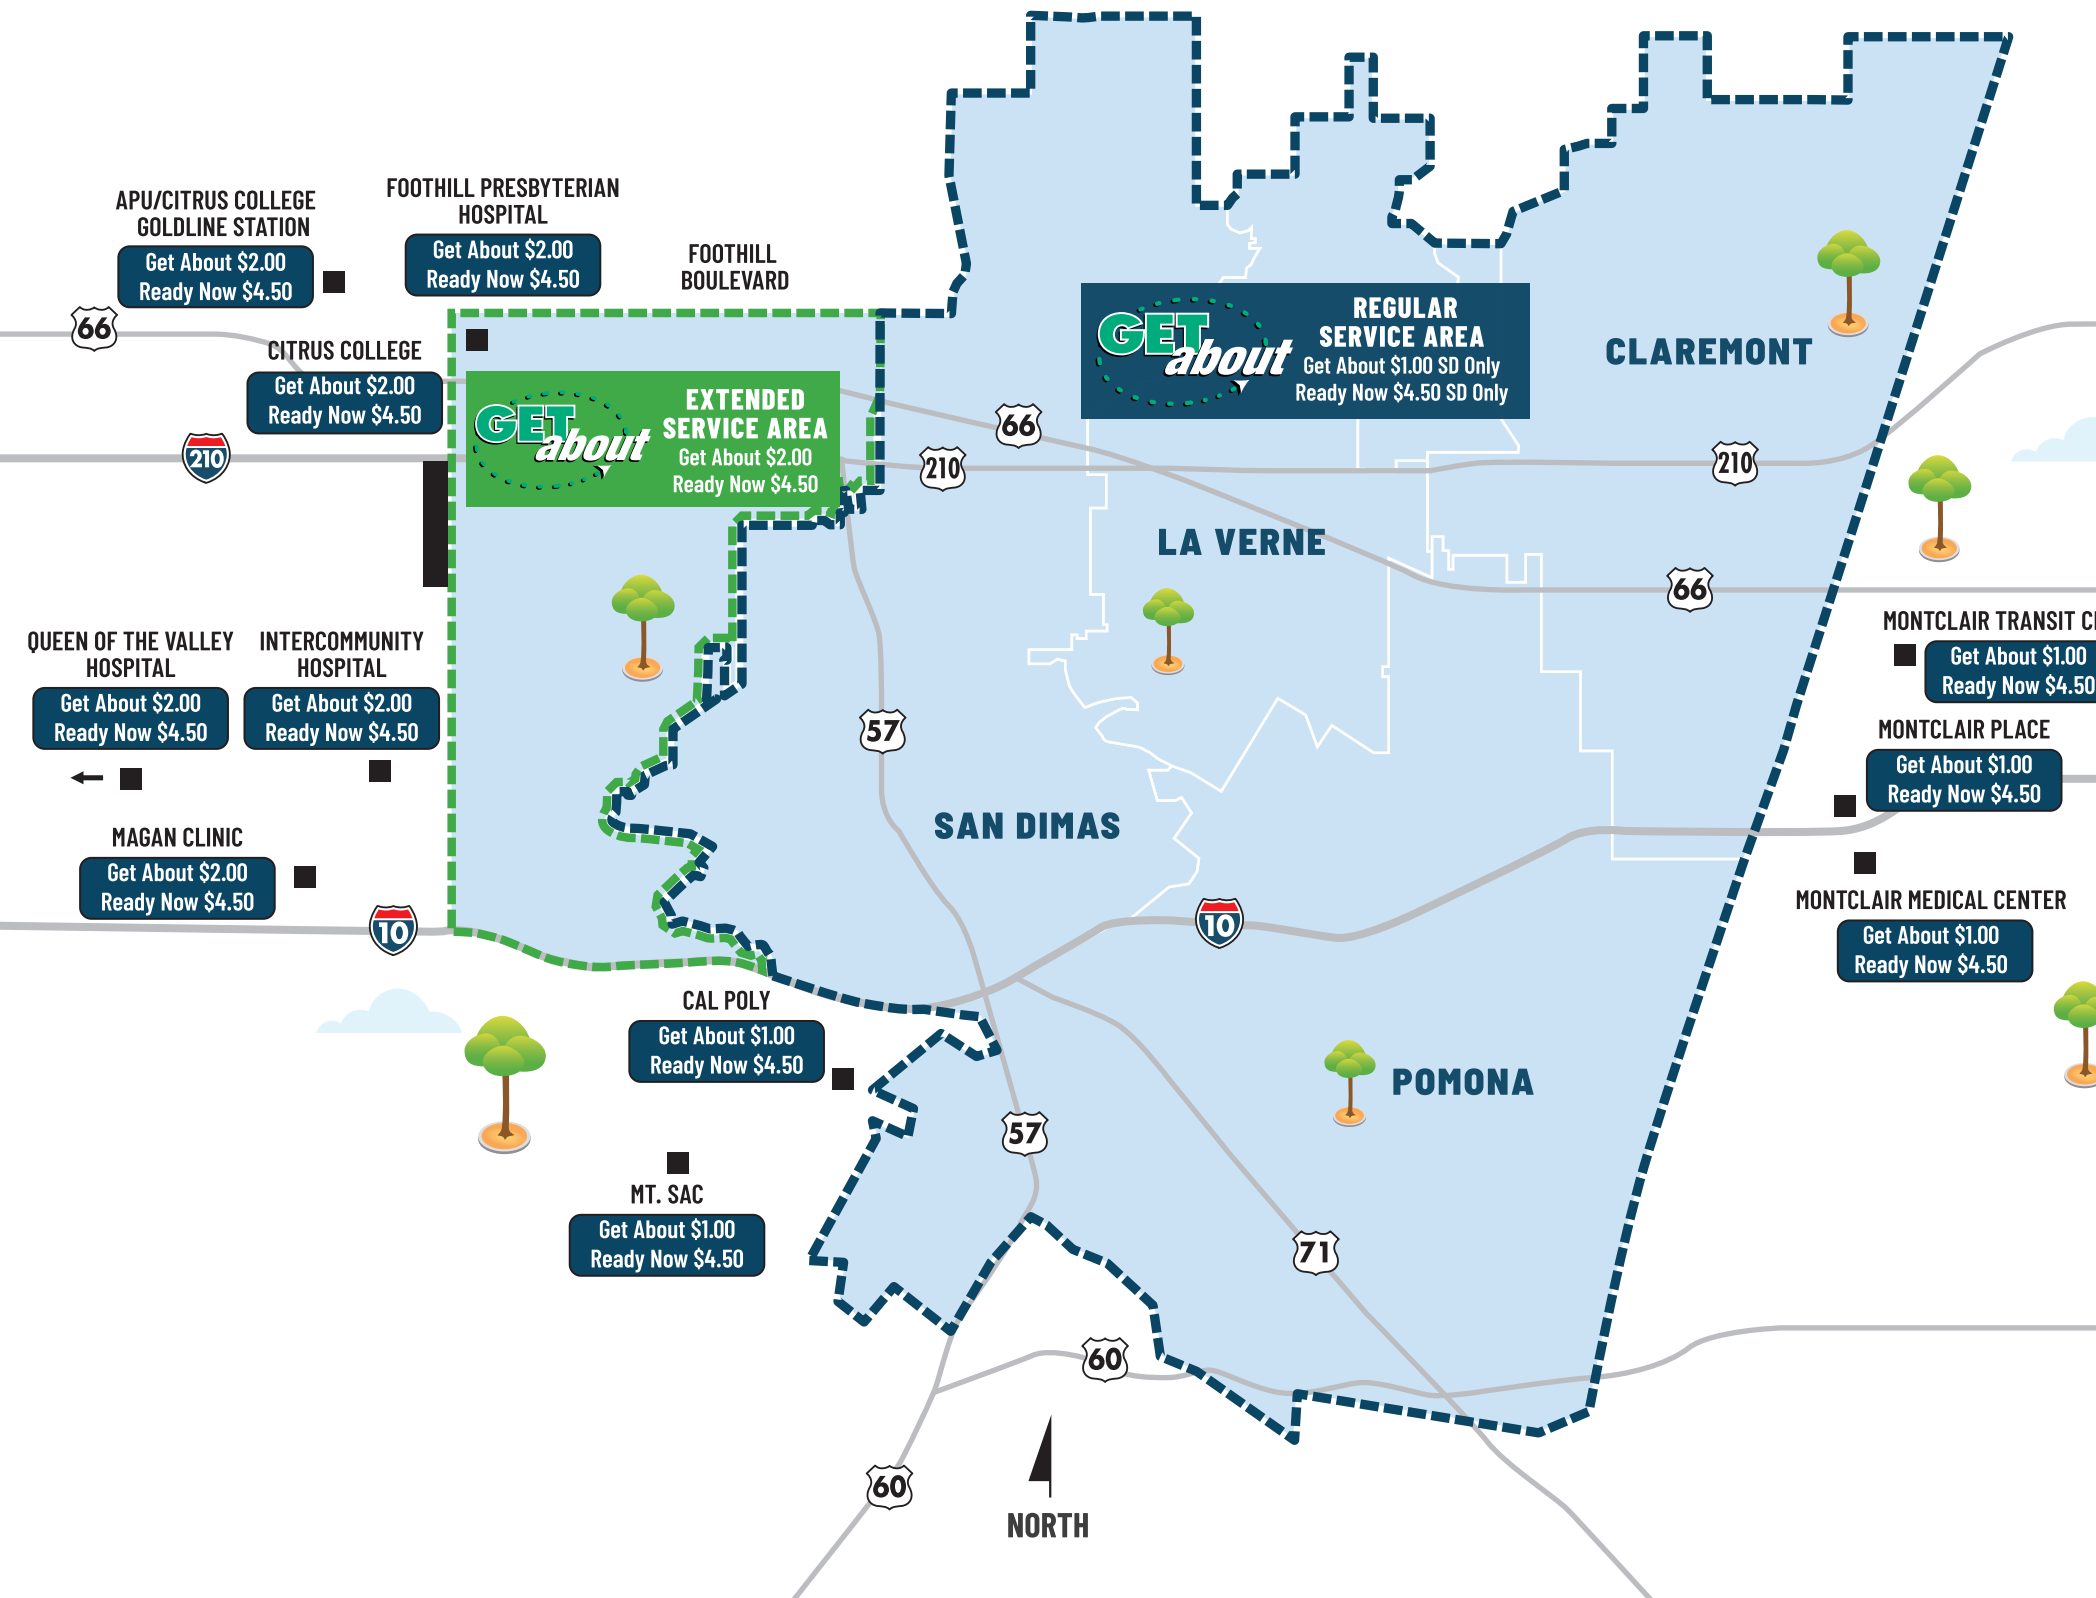 APU/CITRUS COLLEGE
GOLDLINE STATION
Get About $2.00
Ready Now $4.50
FOOTHILL PRESBYTERIAN
HOSPITAL
Get About $2.00
Ready Now $4.50
FOOTHILL
BOULEVARD
66
CITRUS COLLEGE
Get About $2.00
Ready Now $4.50
210
GET
about
EXTENDED
SERVICE AREA
Get About $2.00
Ready Now $4.50
GET
about
REGULAR
SERVICE AREA
Get About $1.00 SD Only
Ready Now $4.50 SD Only
CLAREMONT
66
210
210
LA VERNE
66
QUEEN OF THE VALLEY
HOSPITAL
Get About $2.00
Ready Now $4.50
INTERCOMMUNITY
HOSPITAL
Get About $2.00
Ready Now $4.50
MONTCLAIR TRANSIT
Get About $1.00
Ready Now $4.50
57
MONTCLAIR PLACE
Get About $1.00
Ready Now $4.50
SAN DIMAS
MAGAN CLINIC
Get About $2.00
Ready Now $4.50
10
10
MONTCLAIR MEDICAL CENTER
Get About $1.00
Ready Now $4.50
CAL POLY
Get About $1.00
Ready Now $4.50
POMONA
57
MT. SAC
Get About $1.00
Ready Now $4.50
71
60
60
NORTH